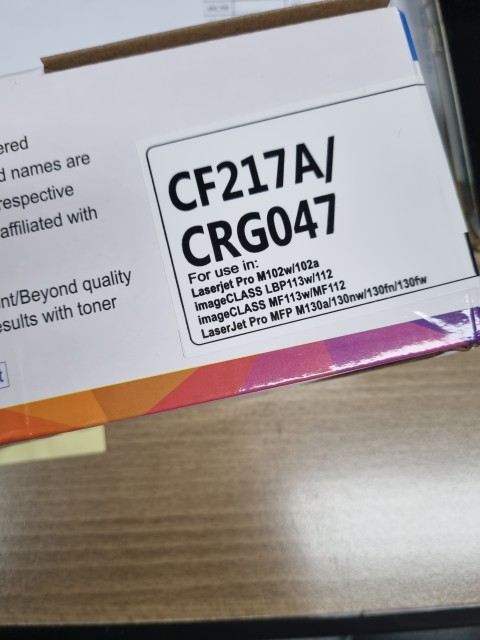 ered
d names are
respective
affiliated with
nt/Beyond quality
esults with toner
t
CF217A/
CRG047
For use in:
Laserjet Pro M102w/102a
imageCLASS LBP113w/112
imageCLASS MF113w/MF112
LaserJet Pro MFP M130a/130nw/130fn/130fw